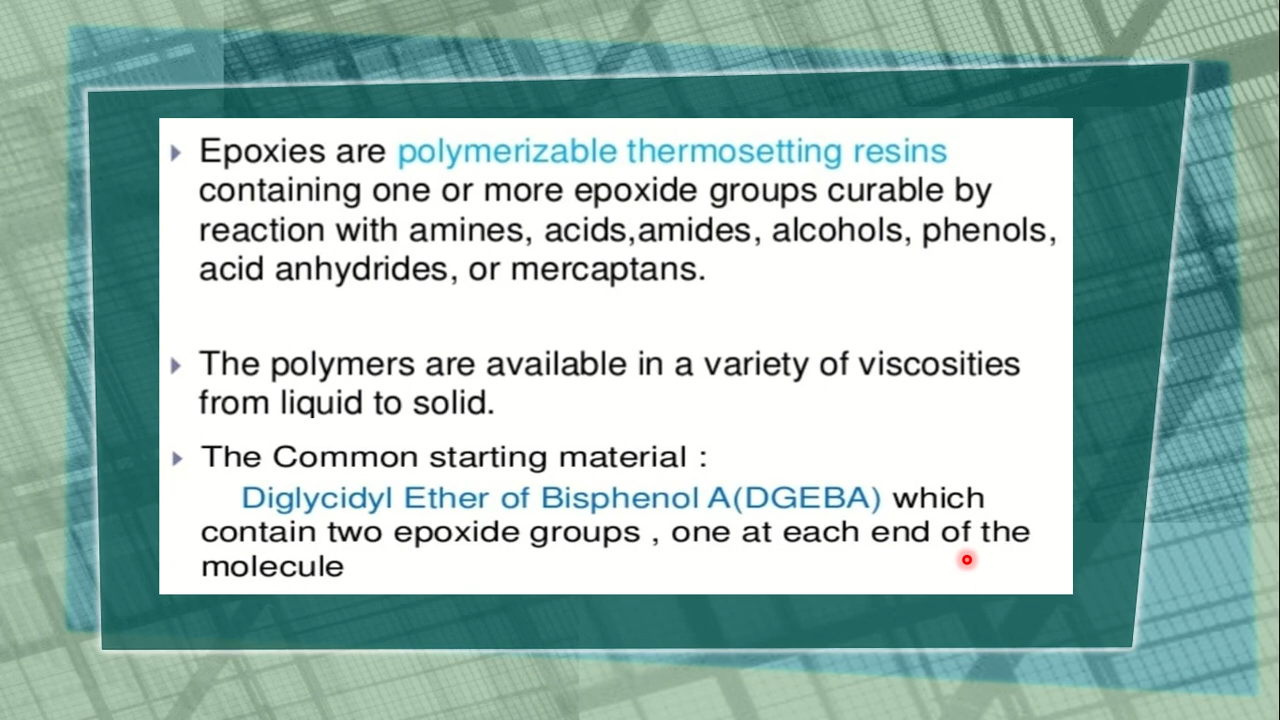 Epoxies are polymerizable thermosetting resins
containing one or more epoxide groups curable by
reaction with amines, acids,amides, alcohols, phenols,
acid anhydrides, or mercaptans.
The polymers are available in a variety of viscosities
from liquid to solid.
The Common starting material :
Diglycidyl Ether of Bisphenol A(DGEBA) which
contain two epoxide groups , one at each end of the
molecule